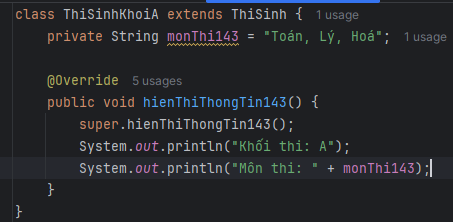 class ThiSinhKhoiA extends ThiSinh { 1 usage
    private String monThi143 = "Toán, Lý, Hoá"; 1 usage

    @Override 5 usages
    public void hienThiThongTin143() {
        super.hienThiThongTin143();
        System.out.println("Khối thi: A");
        System.out.println("Môn thi: " + monThi143);
    }
}